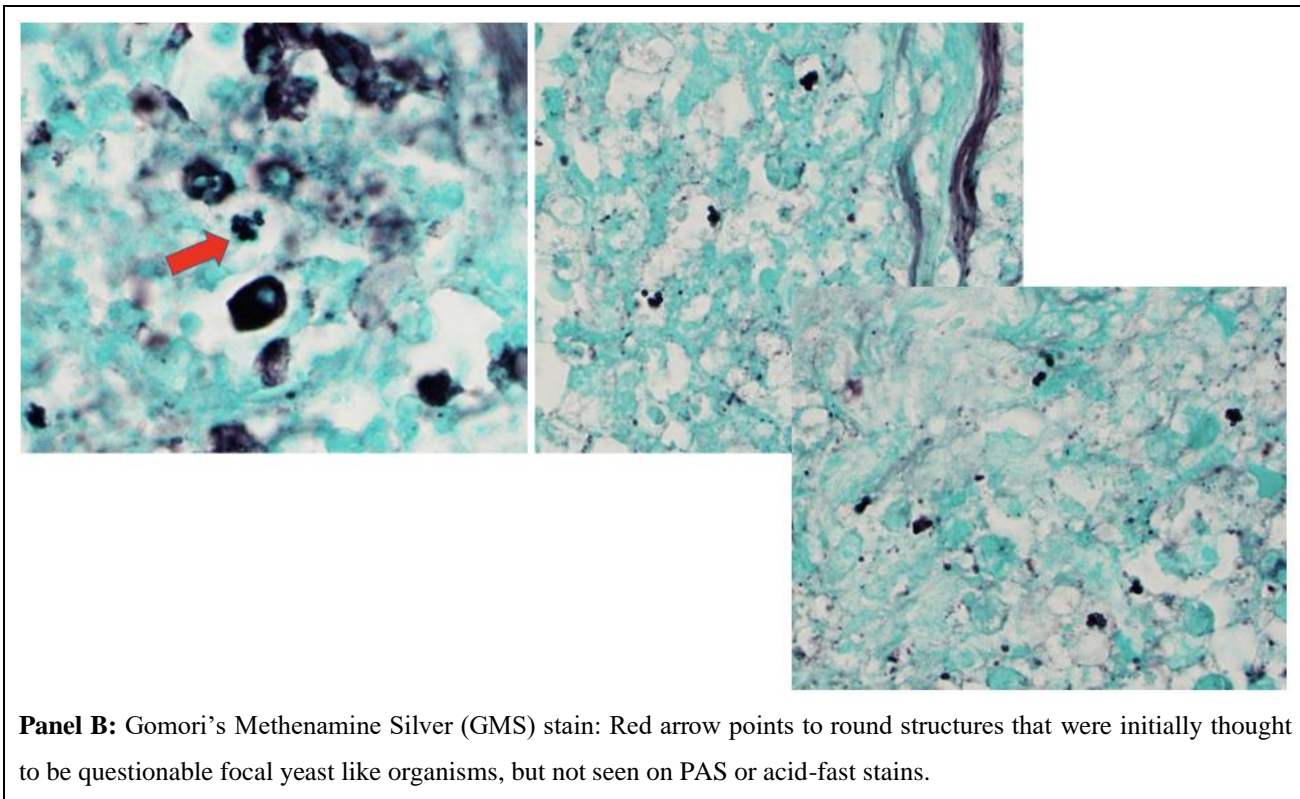 Panel B: Gomori’s Methenamine Silver (GMS) stain: Red arrow points to round structures that were initially thought
to be questionable focal yeast like organisms, but not seen on PAS or acid-fast stains.